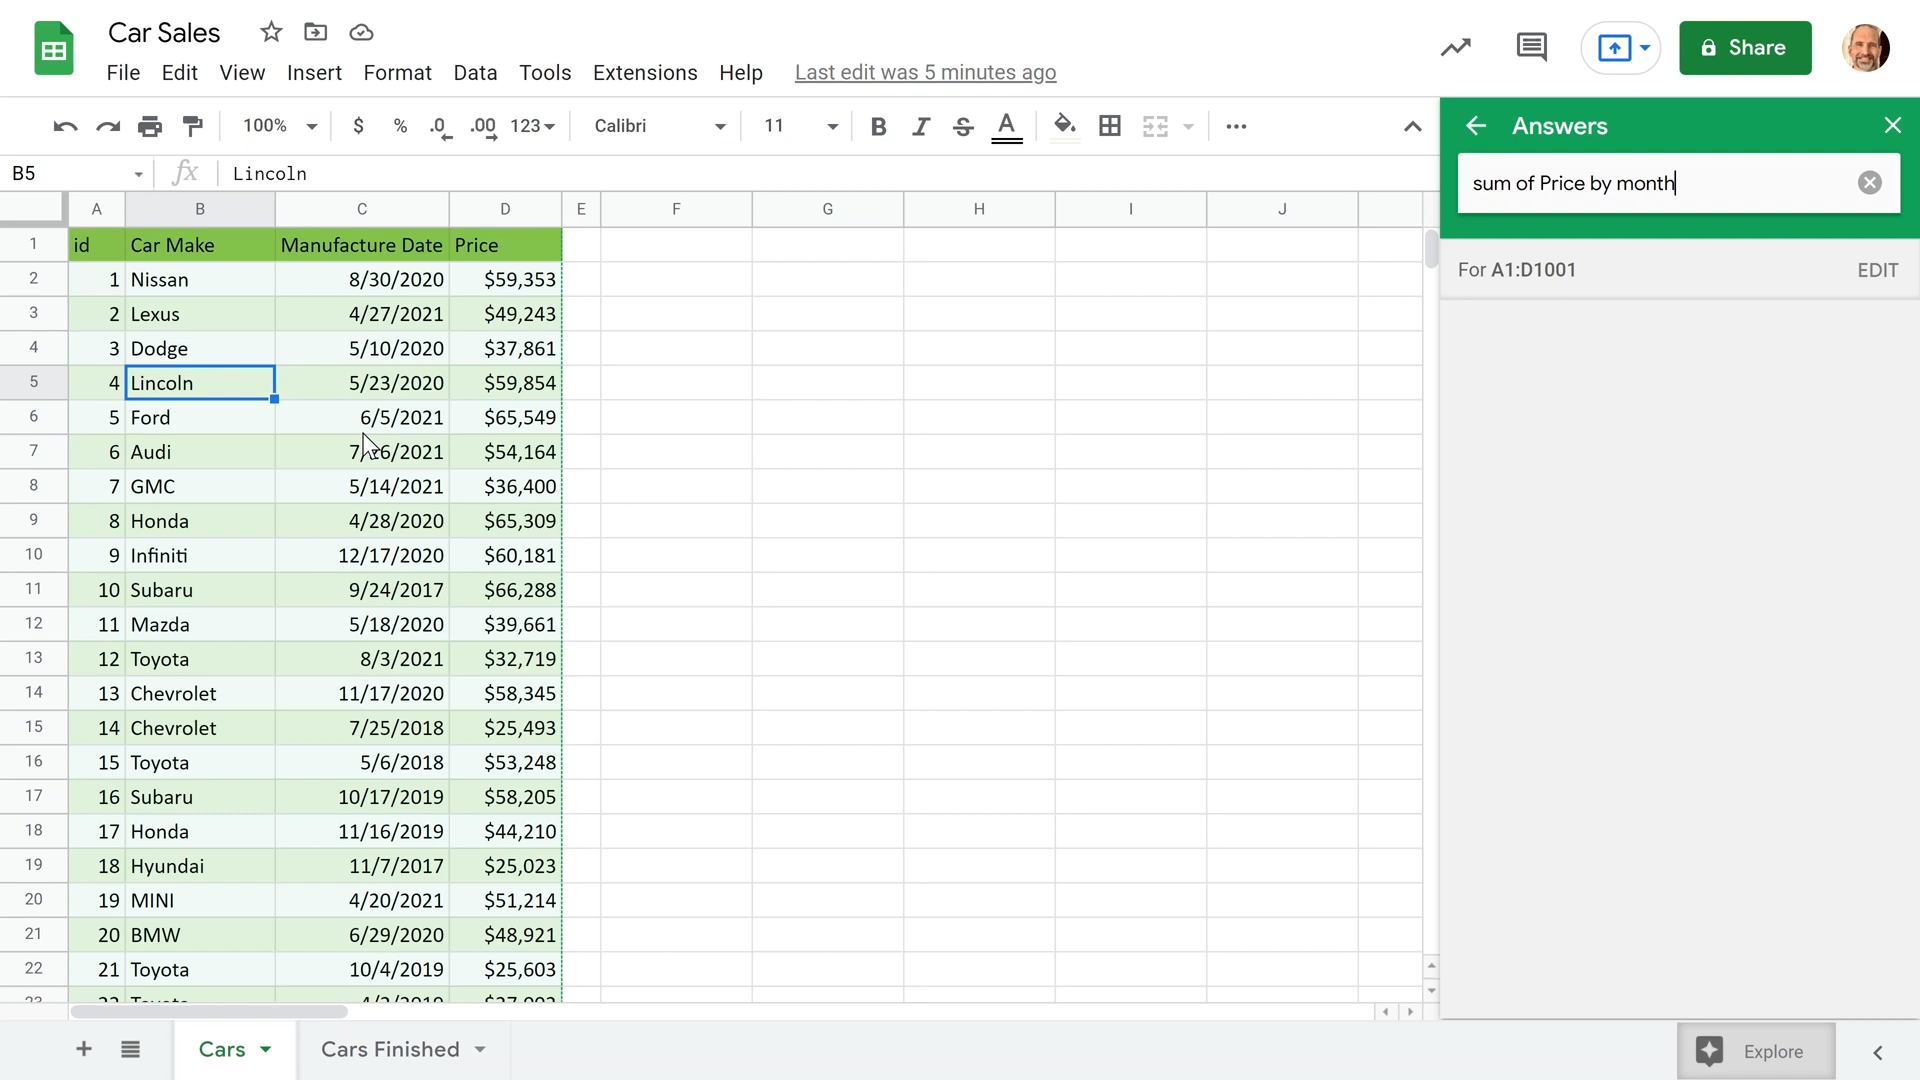 Car Sales
Share
File Edit View Insert Format Data Tools Extensions Help Last edit was 5 minutes ago
100% $ % .0 .00 123 Calibri 11 B I S A
Answers
B5 fx Lincoln
sum of Price by month
A B C D E F G H I J
For A1:D1001 EDIT
1 id Car Make Manufacture Date Price
2 1 Nissan 8/30/2020 $59,353
3 2 Lexus 4/27/2021 $49,243
4 3 Dodge 5/10/2020 $37,861
5 4 Lincoln 5/23/2020 $59,854
6 5 Ford 6/5/2021 $65,549
7 6 Audi $54,164
8 7 GMC 5/14/2021 $36,400
9 8 Honda 4/28/2020 $65,309
10 9 Infiniti 12/17/2020 $60,181
11 10 Subaru 9/24/2017 $66,288
12 11 Mazda 5/18/2020 $39,661
13 12 Toyota 8/3/2021 $32,719
14 13 Chevrolet 11/17/2020 $58,345
15 14 Chevrolet 7/25/2018 $25,493
16 15 Toyota 5/6/2018 $53,248
17 16 Subaru 10/17/2019 $58,205
18 17 Honda 11/16/2019 $44,210
19 18 Hyundai 11/7/2017 $25,023
20 19 MINI 4/20/2021 $51,214
21 20 BMW 6/29/2020 $48,921
22 21 Toyota 10/4/2019 $25,603
Cars Cars Finished Explore